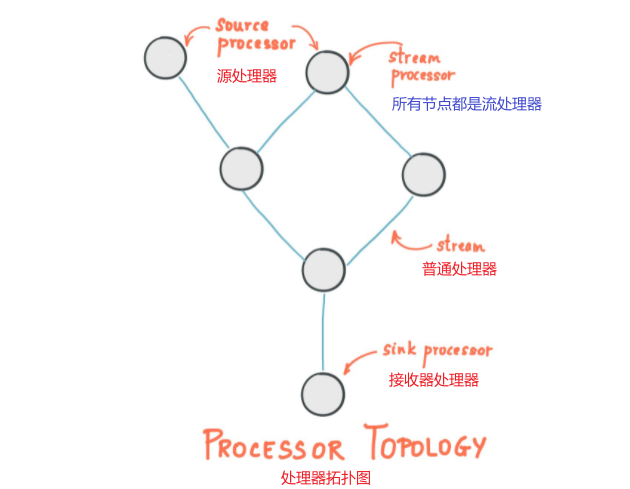 Source
processor
源处理器
stream
processor
所有节点都是流处理器
stream
普通处理器
sink processor
接收器处理器
PROCESSOR TOPOLOGY
处理器拓扑图